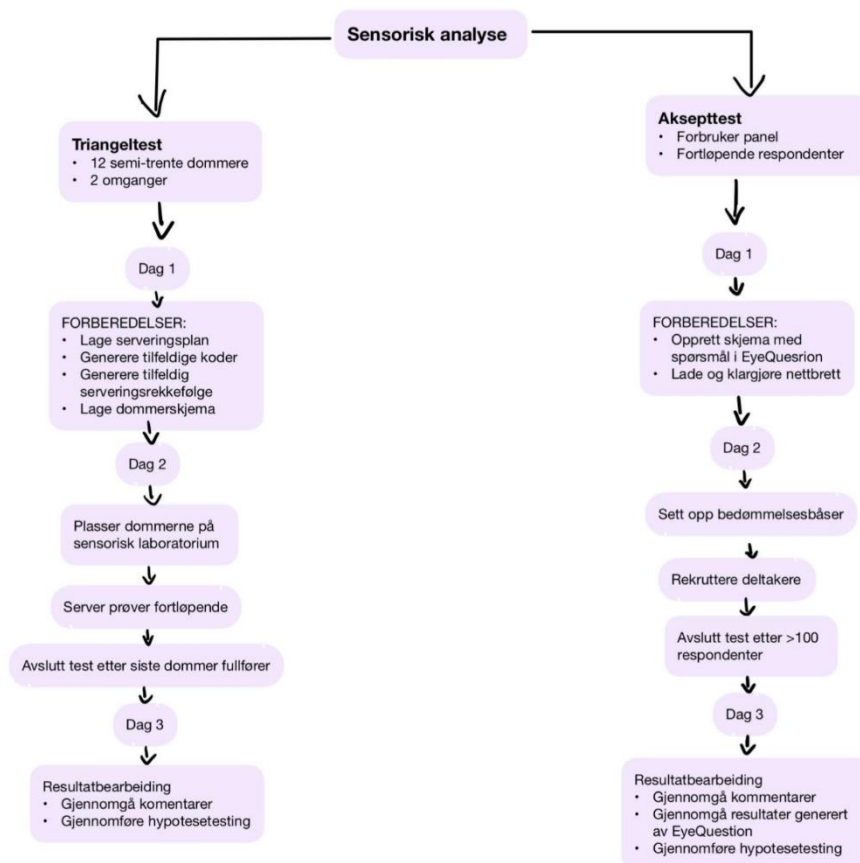 Sensorisk analyse
Triangeltest
• 12 semi-trente dommere
• 2 omganger
Dag 1
FORBEREDELSER:
• Lage serveringsplan
• Generere tilfeldige koder
• Generere tilfeldig
serveringsrekkefølge
• Lage dommerskjema
Dag 2
Plasser dommerne på
sensorisk laboratorium
Server prøver fortløpende
Avslutt test etter siste dommer fullfører
Dag 3
Resultatbearbeiding
• Gjennomgå komentarer
• Gjennomføre hypotesetesting
Aksepttest
• Forbruker panel
• Fortløpende respondenter
Dag 1
FORBEREDELSER:
• Opprett skjema med
spørsmål i EyeQuesrion
• Lade og klargjøre nettbrett
Dag 2
Sett opp bedømmelsesbåser
Rekruttere deltakere
Avslutt test etter >100
respondenter
Dag 3
Resultatbearbeiding
• Gjennomgå kommentarer
• Gjennomgå resultater generert
av EyeQuestion
• Gjennomføre hypotesetesting